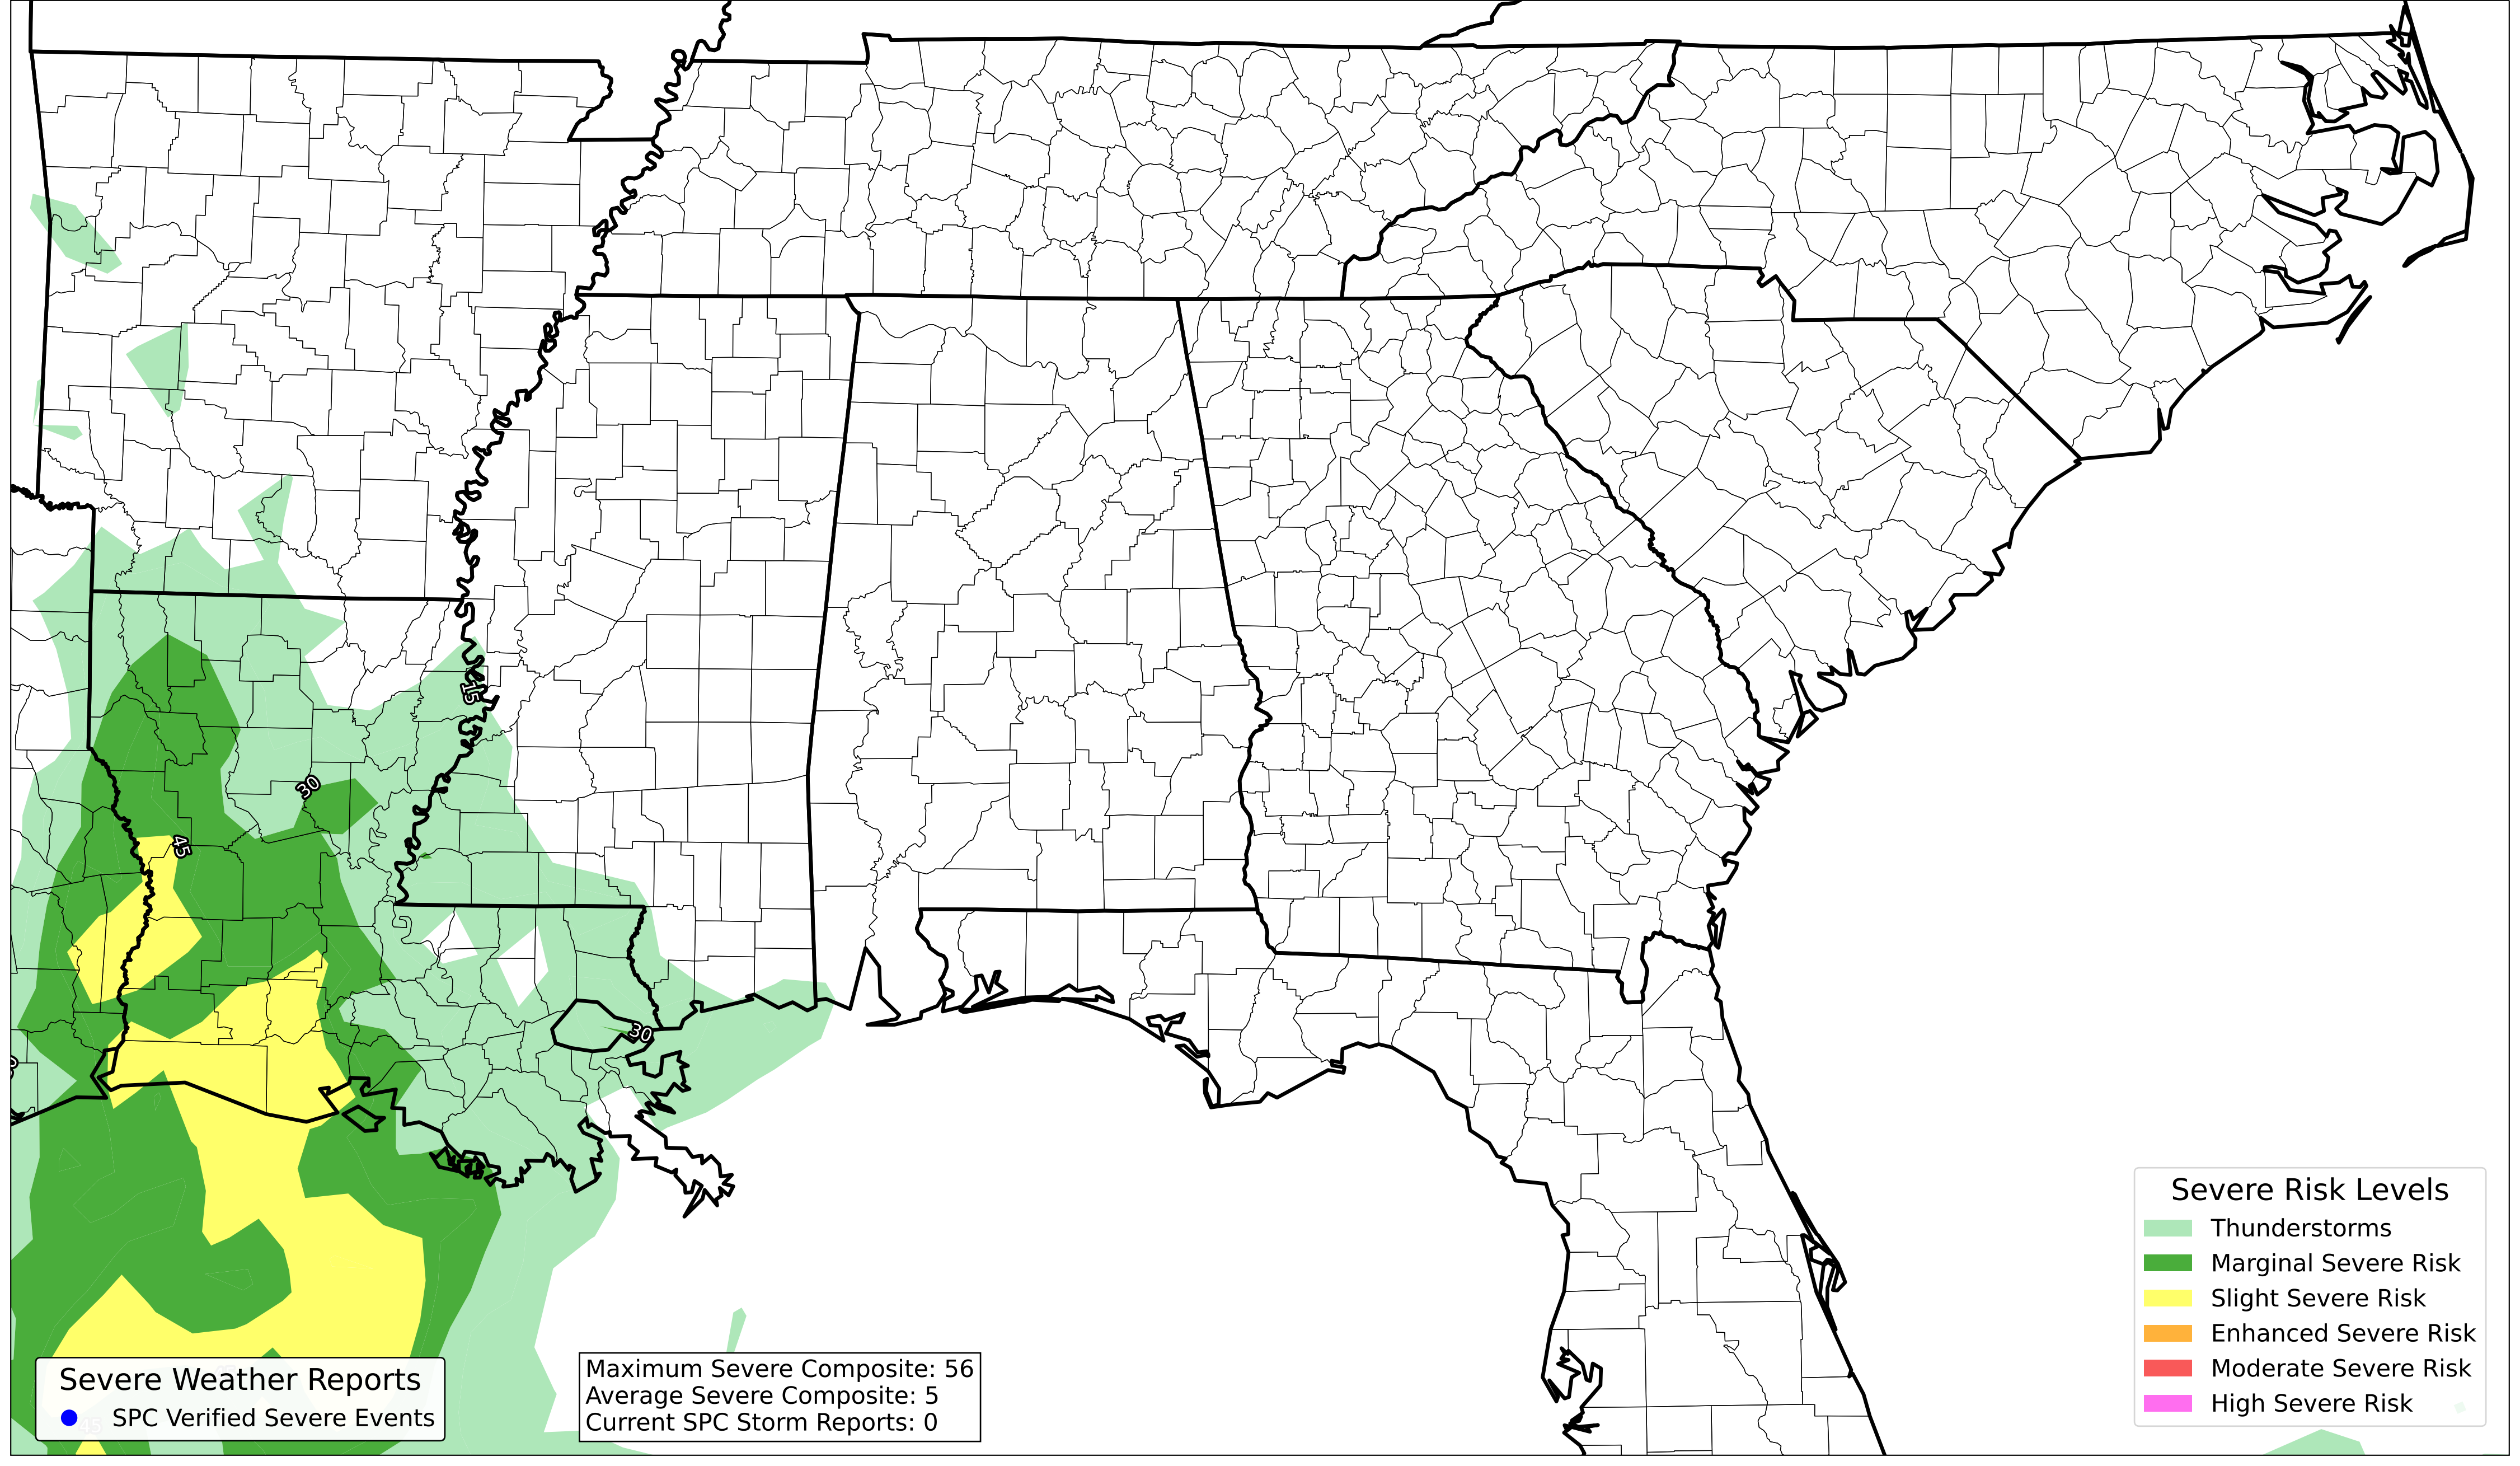 15
30
45
30
Severe Risk Levels
Thunderstorms
Marginal Severe Risk
Slight Severe Risk
Enhanced Severe Risk
Moderate Severe Risk
High Severe Risk
Severe Weather Reports
SPC Verified Severe Events
45
Maximum Severe Composite: 56
Average Severe Composite: 5
Current SPC Storm Reports: 0